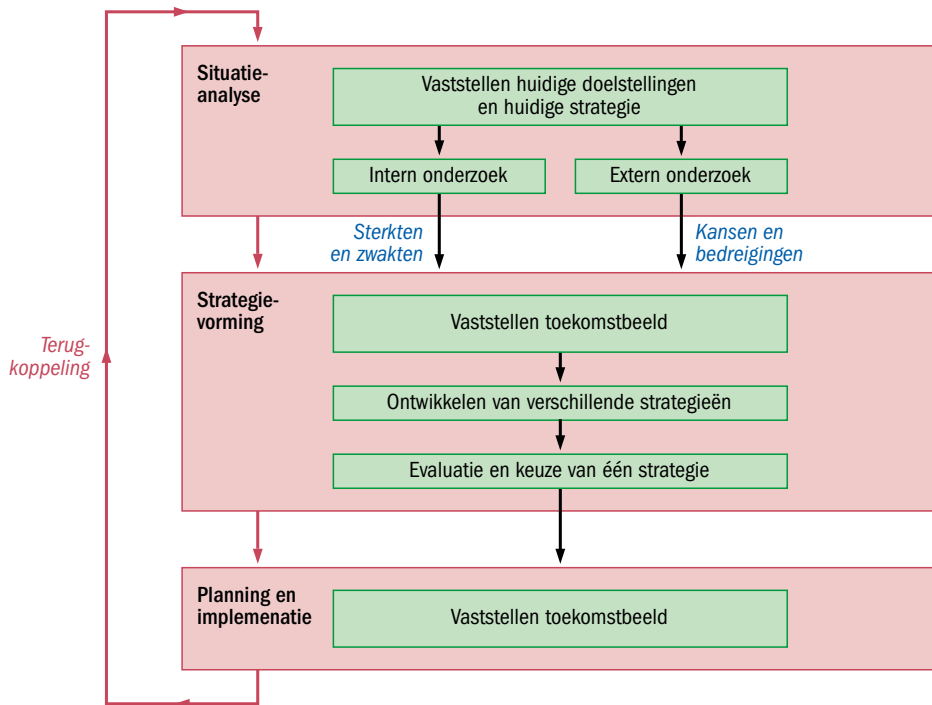 Situatie-
analyse
Vaststellen huidige doelstellingen
en huidige strategie
Intern onderzoek
Extern onderzoek
Sterkten
en zwakten
Kansen en
bedreigingen
Strategie-
vorming
Vaststellen toekomstbeeld
Terug-
koppeling
Ontwikkelen van verschillende strategieën
Evaluatie en keuze van één strategie
Planning en
implemenatie
Vaststellen toekomstbeeld